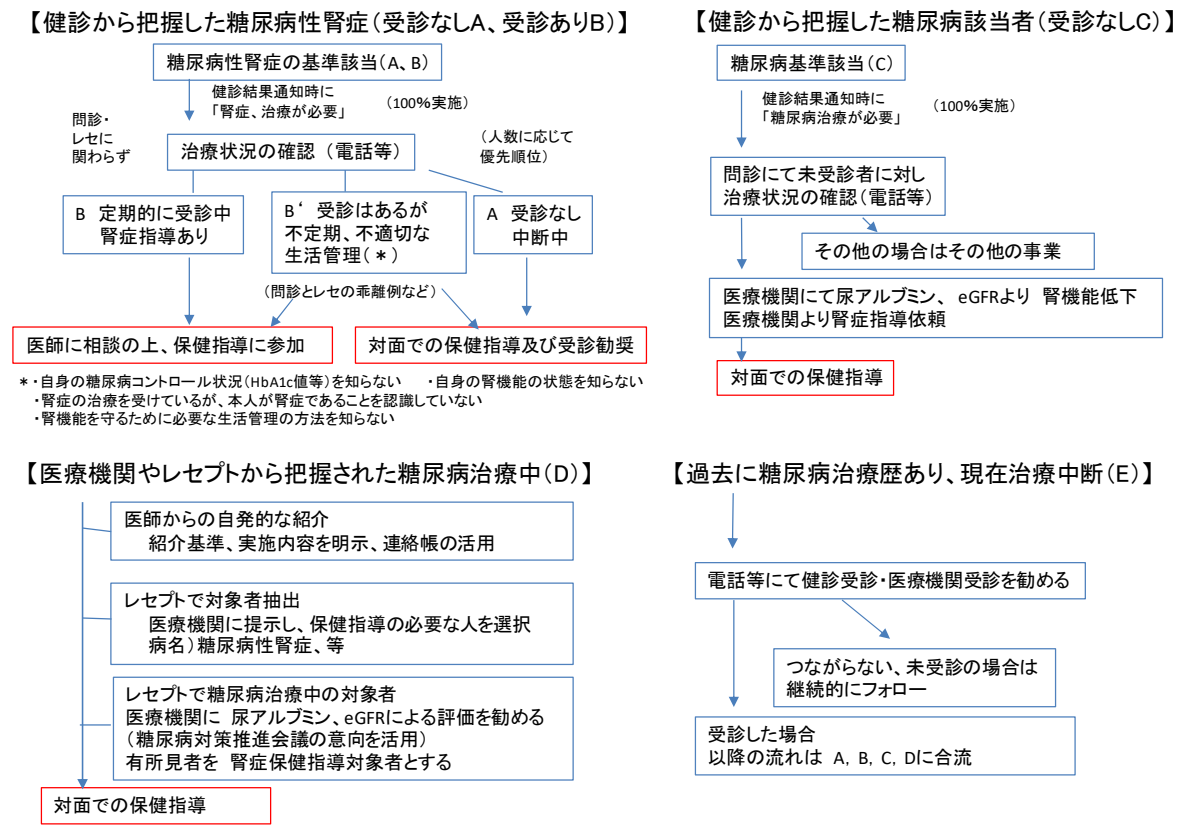 【健診から把握した糖尿病性腎症（受診なしA、受診ありB）】
糖尿病性腎症の基準該当（A、B）
健診結果通知時に
「腎症、治療が必要」
（100%実施）
問診・
レセに
関わらず
治療状況の確認 （電話等）
（人数に応じて
優先順位）
B 定期的に受診中
腎症指導あり
B‘ 受診はあるが
不定期、不適切な
生活管理（＊）
A 受診なし
中断中
（問診とレセの乖離例など）
医師に相談の上、保健指導に参加
対面での保健指導及び受診勧奨
＊・自身の糖尿病コントロール状況（HbA1c値等）を知らない ・自身の腎機能の状態を知らない
・腎症の治療を受けているが、本人が腎症であることを認識していない
・腎機能を守るために必要な生活管理の方法を知らない
【健診から把握した糖尿病該当者（受診なしC）】
糖尿病基準該当（C）
健診結果通知時に
「糖尿病治療が必要」
（100%実施）
問診にて未受診者に対し
治療状況の確認（電話等）
その他の場合はその他の事業
医療機関にて尿アルブミン、 eGFRより 腎機能低下
医療機関より腎症指導依頼
対面での保健指導
【医療機関やレセプトから把握された糖尿病治療中（D）】
医師からの自発的な紹介
紹介基準、実施内容を明示、連絡帳の活用
レセプトで対象者抽出
医療機関に提示し、保健指導の必要な人を選択
病名）糖尿病性腎症、等
レセプトで糖尿病治療中の対象者
医療機関に 尿アルブミン、eGFRによる評価を勧める
（糖尿病対策推進会議の意向を活用）
有所見者を 腎症保健指導対象者とする
対面での保健指導
【過去に糖尿病治療歴あり、現在治療中断（E）】
電話等にて健診受診・医療機関受診を勧める
つながらない、未受診の場合は
継続的にフォロー
受診した場合
以降の流れは A, B, C, Dに合流